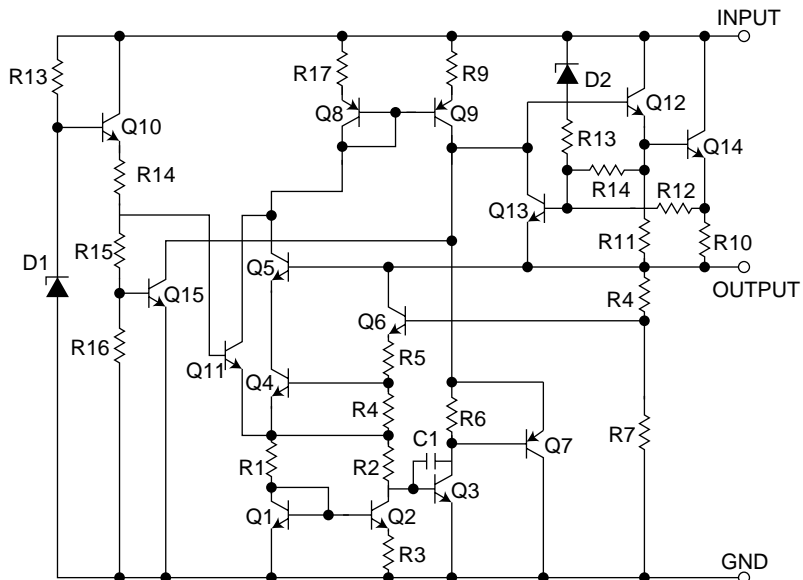 INPUT
R13
R17
R9
D2
Q10
Q8
Q9
Q12
R13
Q14
R14
R14
R12
Q13
R15
R11
R10
D1
Q5
OUTPUT
Q15
R4
Q6
R16
R5
Q11
Q4
R4
R6
C1
R7
Q7
R1
R2
Q3
Q1
Q2
R3
GND